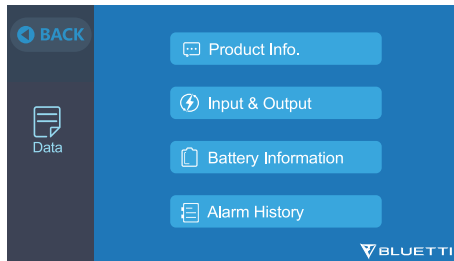 BACK
Data
Product Info.
Input & Output
Battery Information
Alarm History
BLUETTI